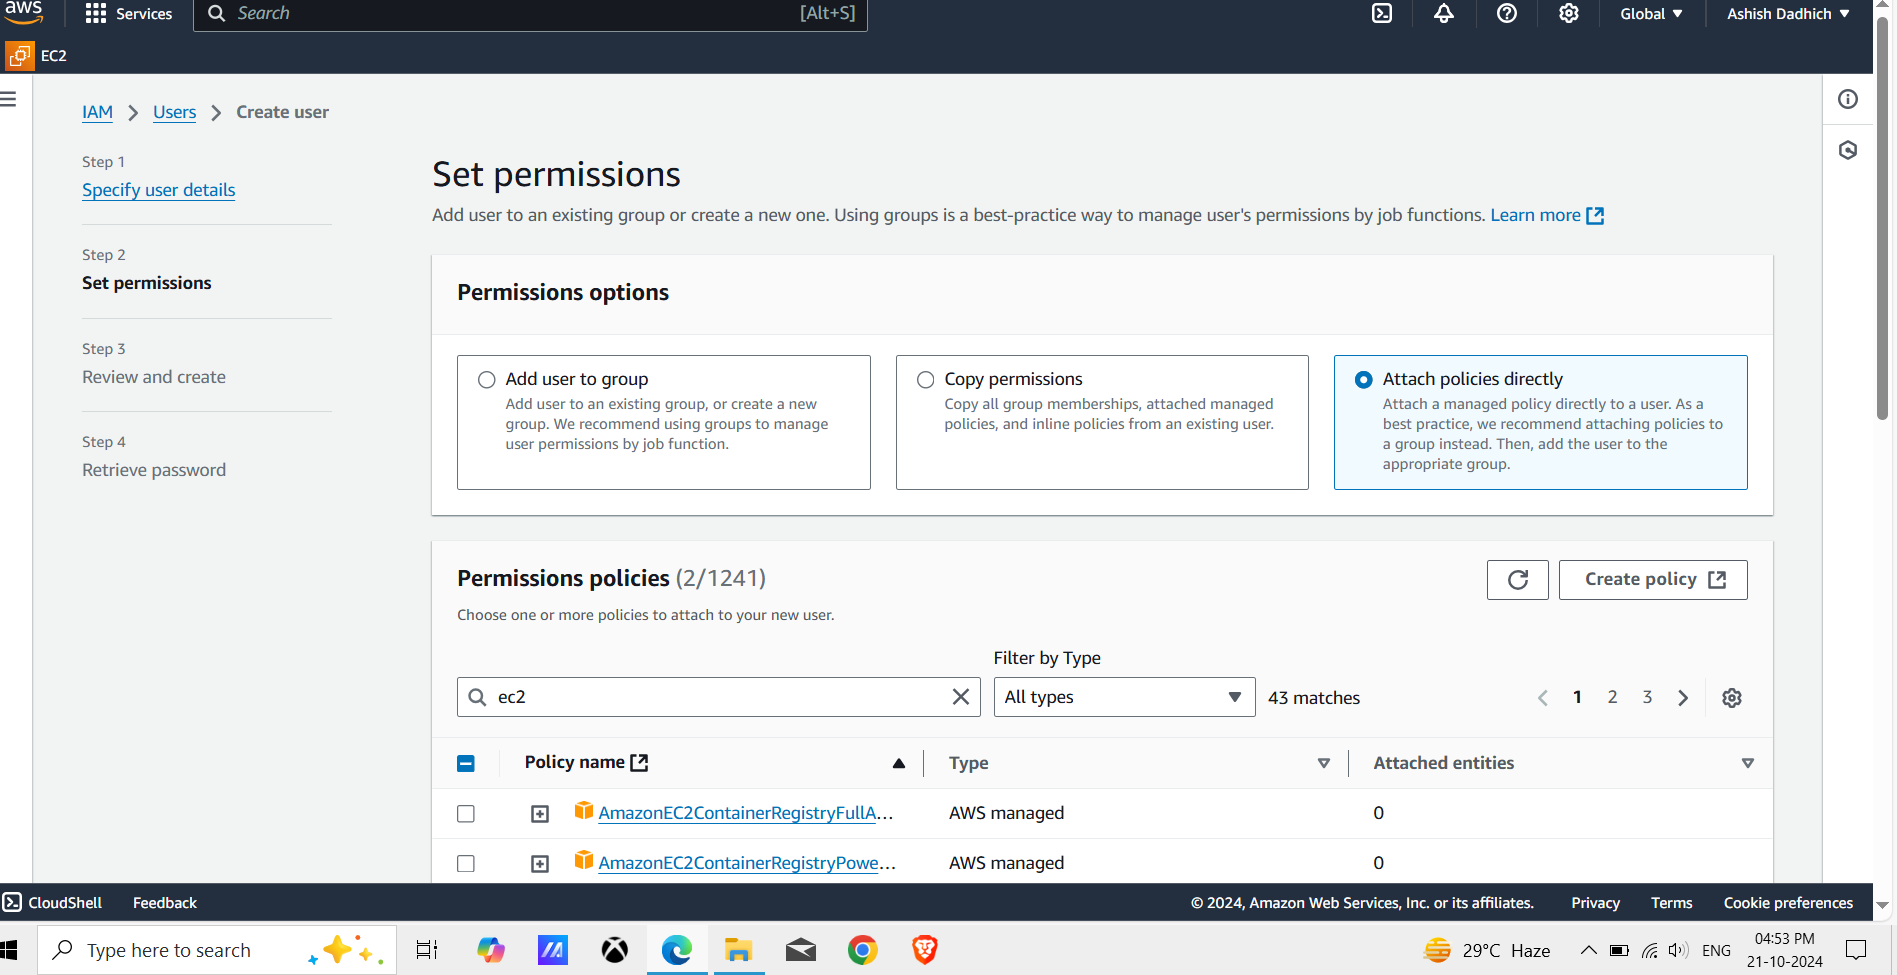 aws
Services
Search
[Alt+S]
Global
Ashish Dadhich
EC2
IAM
Users
Create user
Step 1
Specify user details
Step 2
Set permissions
Step 3
Review and create
Step 4
Retrieve password
Set permissions
Add user to an existing group or create a new one. Using groups is a best-practice way to manage user's permissions by job functions. Learn more
Permissions options
Add user to group
Add user to an existing group, or create a new
group. We recommend using groups to manage
user permissions by job function.
Copy permissions
Copy all group memberships, attached managed
policies, and inline policies from an existing user.
Attach policies directly
Attach a managed policy directly to a user. As a
best practice, we recommend attaching policies to
a group instead. Then, add the user to the
appropriate group.
Permissions policies (2/1241)
Create policy
Choose one or more policies to attach to your new user.
Filter by Type
ec2
All types
43 matches
1 2 3
Policy name
Type
Attached entities
AmazonEC2ContainerRegistryFullA...
AWS managed
0
AmazonEC2ContainerRegistryPowe...
AWS managed
0
CloudShell
Feedback
© 2024, Amazon Web Services, Inc. or its affiliates.
Privacy
Terms
Cookie preferences
Type here to search
29°C Haze
ENG
04:53 PM
21-10-2024